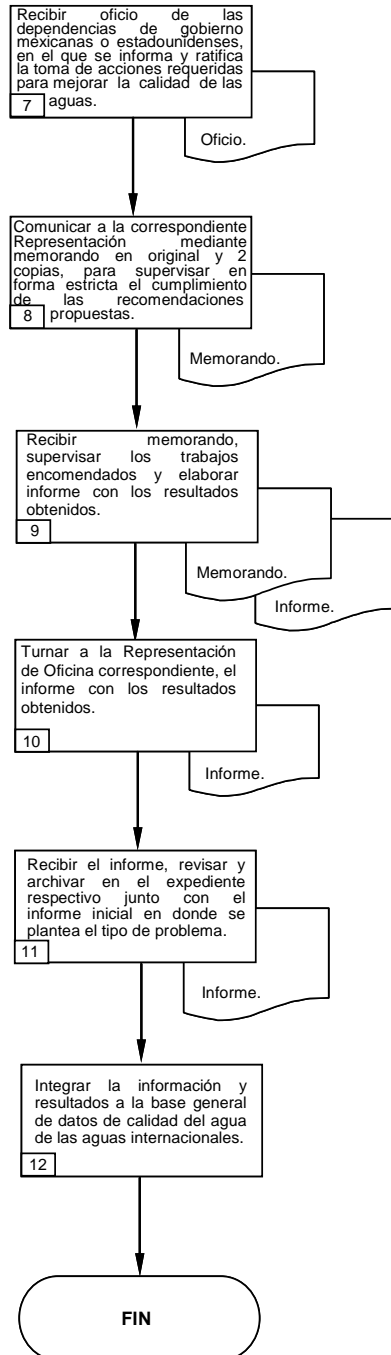 Recibir oficio de las
dependencias de gobierno
mexicanas o estadounidenses,
en el que se informa y ratifica
la toma de acciones requeridas
para mejorar la calidad de las
7 aguas.
Oficio.
Comunicar a la correspondiente
Representación mediante
memorando en original y 2
copias, para supervisar en
forma estricta el cumplimiento
de las recomendaciones
8 propuestas.
Memorando.
Recibir memorando,
supervisar los trabajos
encomendados y elaborar
informe con los resultados
obtenidos.
9
Memorando.
Informe.
Turnar a la Representación
de Oficina correspondiente, el
informe con los resultados
obtenidos.
10
Informe.
Recibir el informe, revisar y
archivar en el expediente
respectivo junto con el
informe inicial en donde se
plantea el tipo de problema.
11
Informe.
Integrar la información y
resultados a la base general
de datos de calidad del agua
de las aguas internacionales.
12
FIN